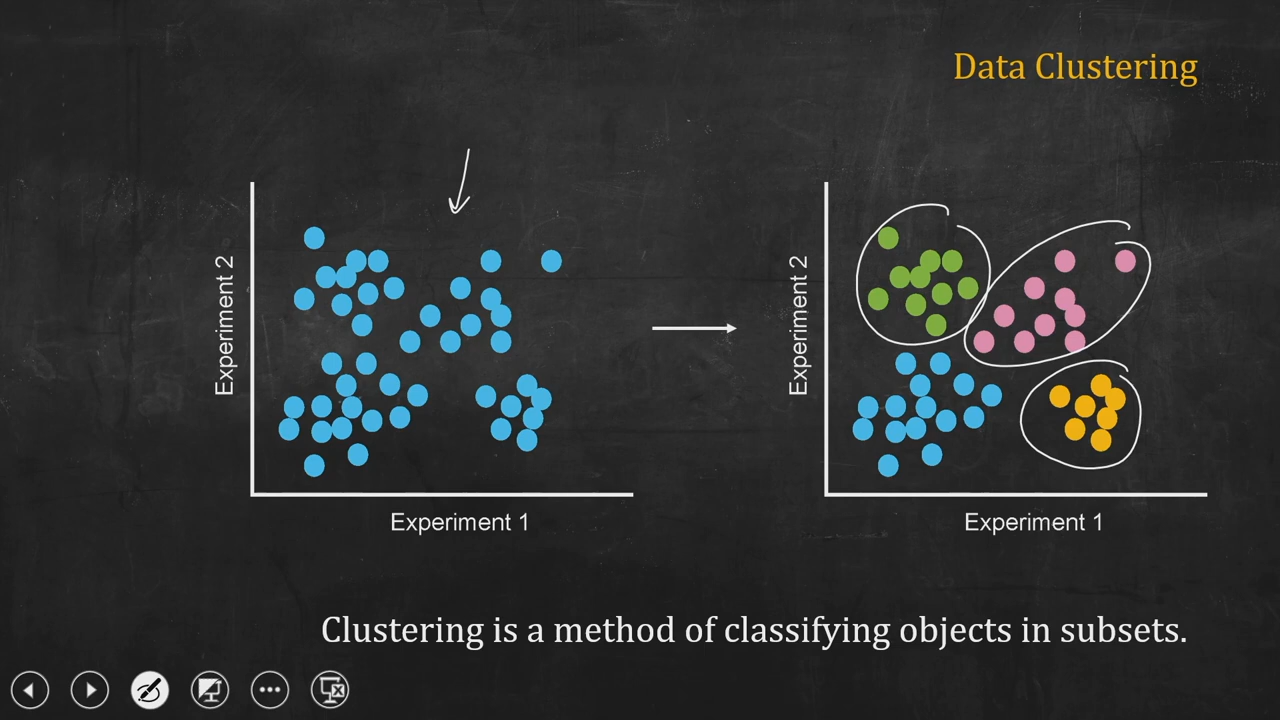 Data Clustering
Experiment 2
Experiment 1
Experiment 2
Experiment 1
Clustering is a method of classifying objects in subsets.